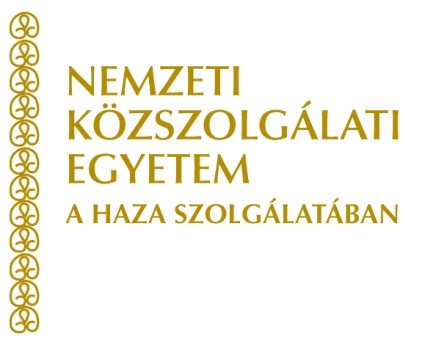 NEMZETI
KÖZSZOLGÁLATI
EGYETEM
A HAZA SZOLGÁLATÁBAN